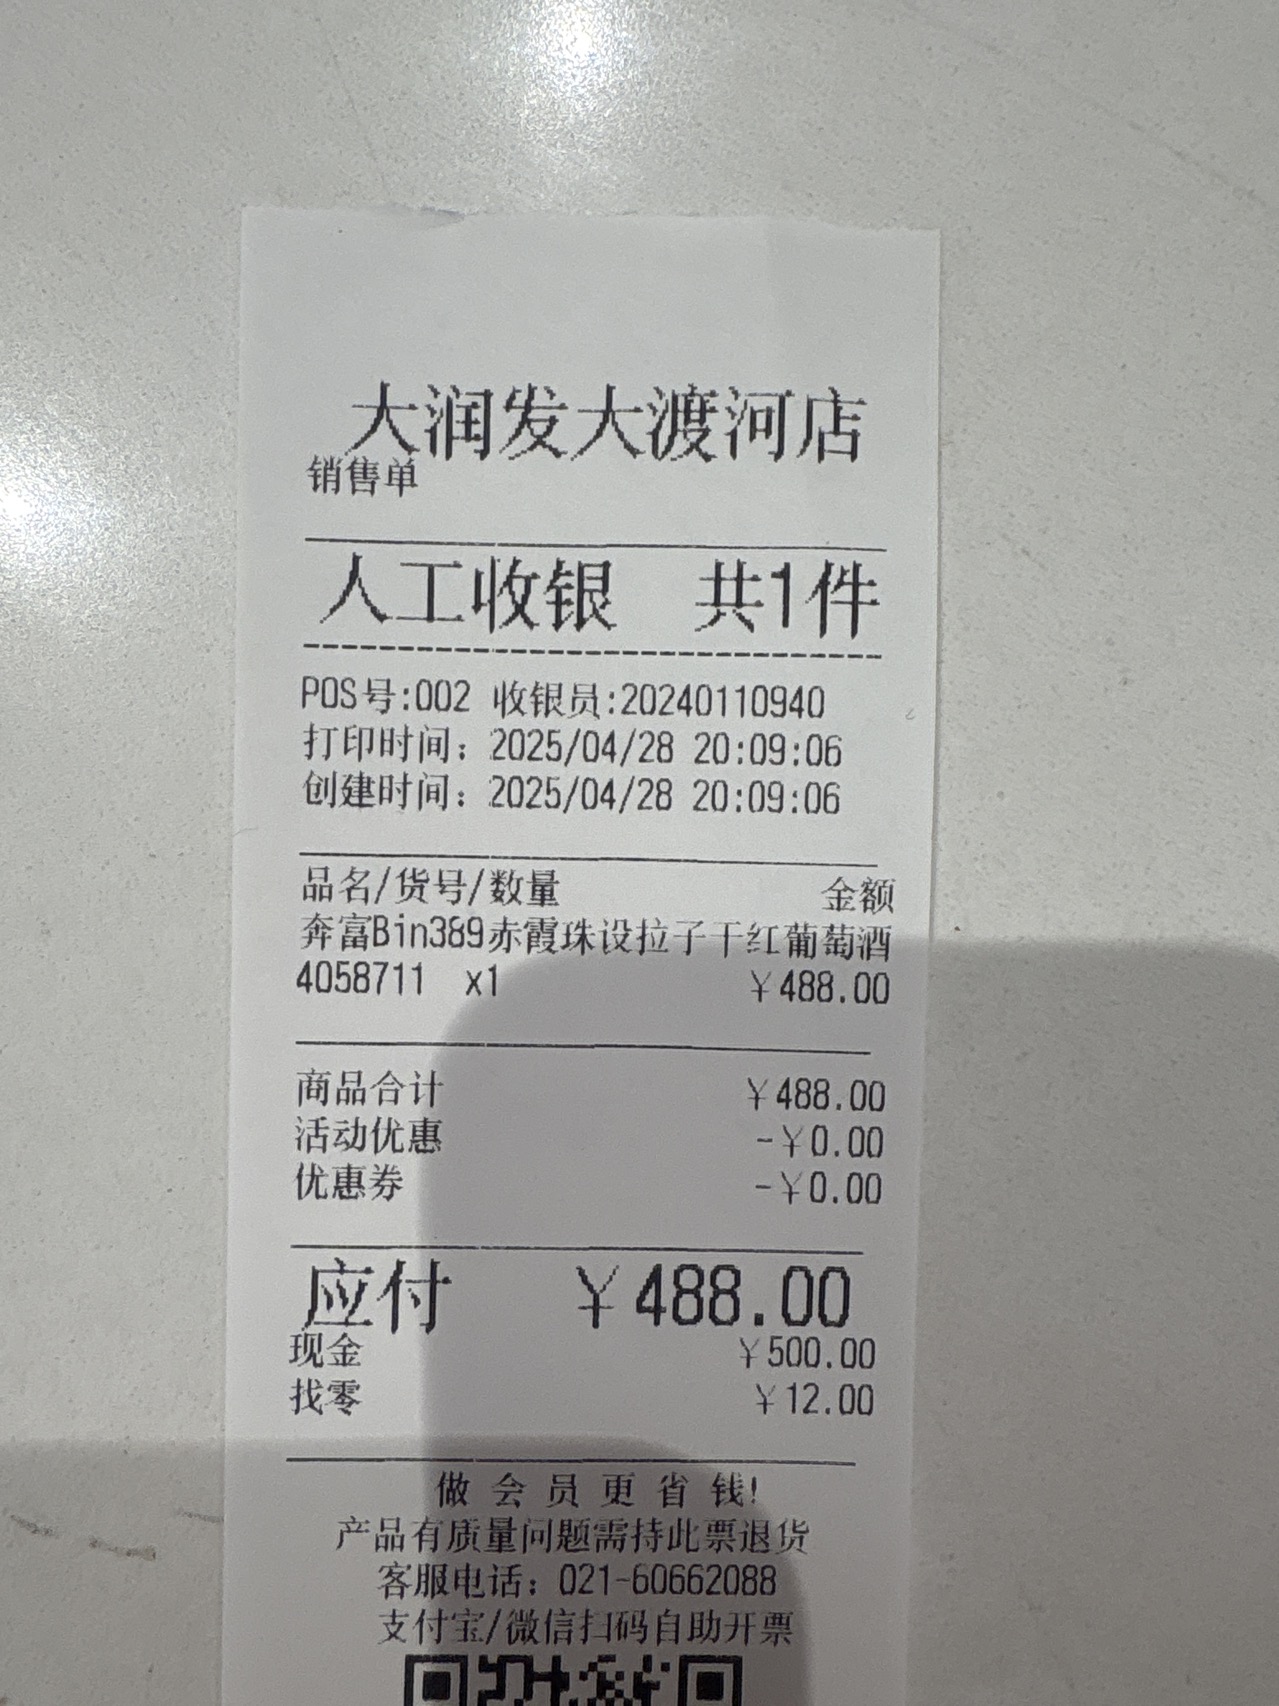 大润发大渡河店
销售单
人工收银 共1件
POS号:002 收银员:20240110940
打印时间：2025/04/28 20:09:06
创建时间：2025/04/28 20:09:06
品名/货号/数量 金额
奔富Bin389赤霞珠设拉子干红葡萄酒
4058711 x1 ￥488.00
商品合计 ￥488.00
活动优惠 -￥0.00
优惠券 -￥0.00
应付 ￥488.00
现金 ￥500.00
找零 ￥12.00
做 会 员 更 省 钱!
产品有质量问题需持此票退货
客服电话：021-60662088
支付宝/微信扫码自助开票